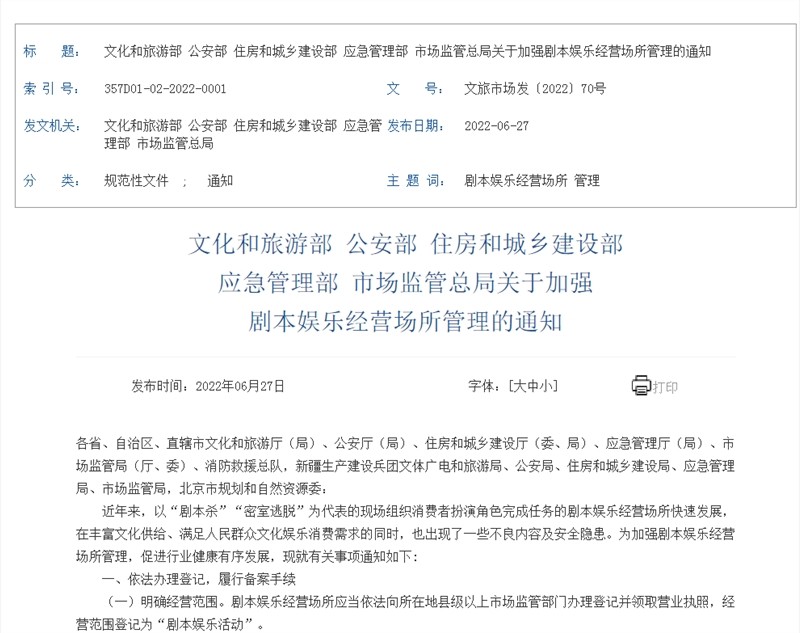 标 题： 文化和旅游部 公安部 住房和城乡建设部 应急管理部 市场监管总局关于加强剧本娱乐经营场所管理的通知
索 引 号： 357D01-02-2022-0001 文 号： 文旅市场发〔2022〕70号
发文机关： 文化和旅游部 公安部 住房和城乡建设部 应急管理部 市场监管总局 发布日期： 2022-06-27
分 类： 规范性文件 ； 通知 主 题 词： 剧本娱乐经营场所 管理
文化和旅游部 公安部 住房和城乡建设部
应急管理部 市场监管总局关于加强
剧本娱乐经营场所管理的通知
发布时间：2022年06月27日 字体：[大中小] 打印
各省、自治区、直辖市文化和旅游厅（局）、公安厅（局）、住房和城乡建设厅（委、局）、应急管理厅（局）、市
场监管局（厅、委）、消防救援总队，新疆生产建设兵团文体广电和旅游局、公安局、住房和城乡建设局、应急管理
局、市场监管局，北京市规划和自然资源委：
近年来，以“剧本杀”“密室逃脱”为代表的现场组织消费者扮演角色完成任务的剧本娱乐经营场所快速发展，
在丰富文化供给、满足人民群众文化娱乐消费需求的同时，也出现了一些不良内容及安全隐患。为加强剧本娱乐经营
场所管理，促进行业健康有序发展，现就有关事项通知如下：
一、依法办理登记，履行备案手续
（一）明确经营范围。剧本娱乐经营场所应当依法向所在地县级以上市场监管部门办理登记并领取营业执照，经
营范围登记为“剧本娱乐活动”。